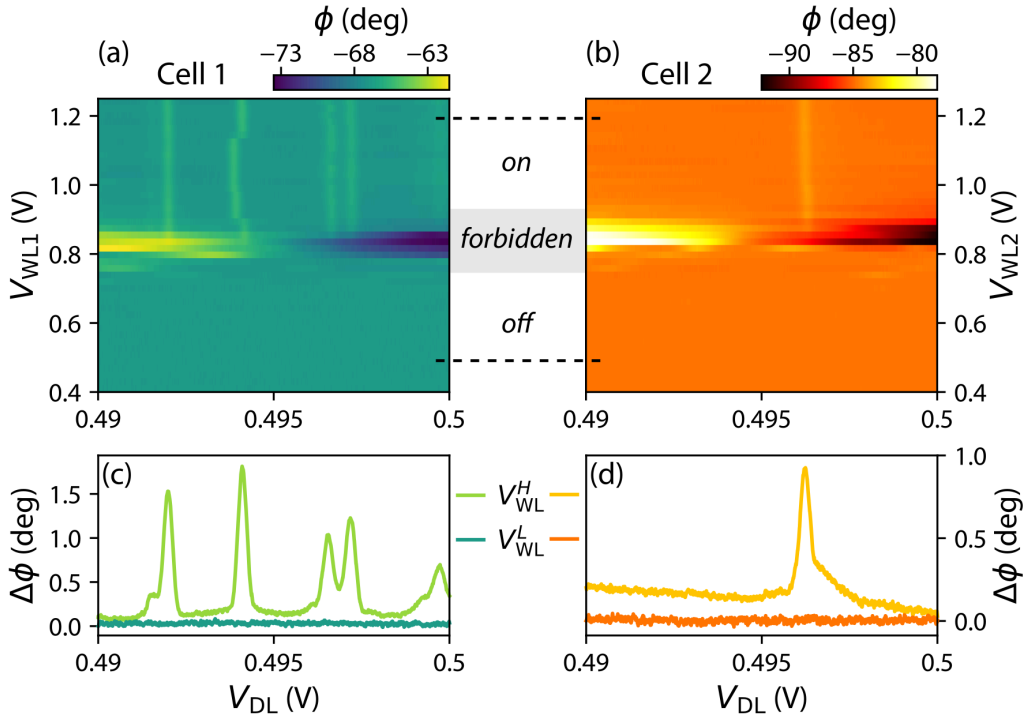 ϕ (deg)
ϕ (deg)
(a)
Cell 1
−73
−68
−63
(b)
Cell 2
−90
−85
−80
V_WL1 (V)
1.2
1.0
0.8
0.6
0.4
on
forbidden
off
1.2
1.0
0.8
0.6
0.4
V_WL2 (V)
0.49
0.495
0.5
0.49
0.495
0.5
(c)
Δϕ (deg)
1.5
1.0
0.5
0.0
V^H_WL
V^L_WL
(d)
1.0
0.5
0.0
Δϕ (deg)
0.49
0.495
0.5
0.49
0.495
0.5
V_DL (V)
V_DL (V)